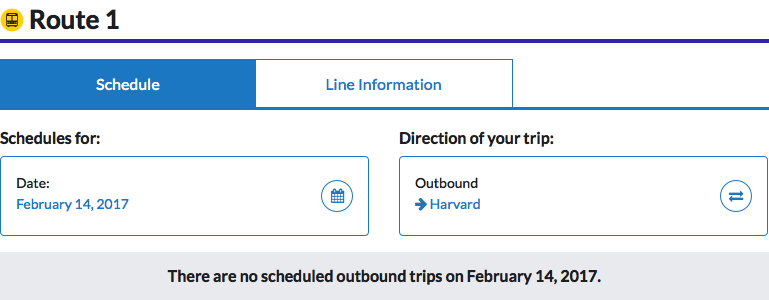 Route 1
Schedule
Line Information
Schedules for:
Direction of your trip:
Date:
February 14, 2017
Outbound
Harvard
There are no scheduled outbound trips on February 14, 2017.